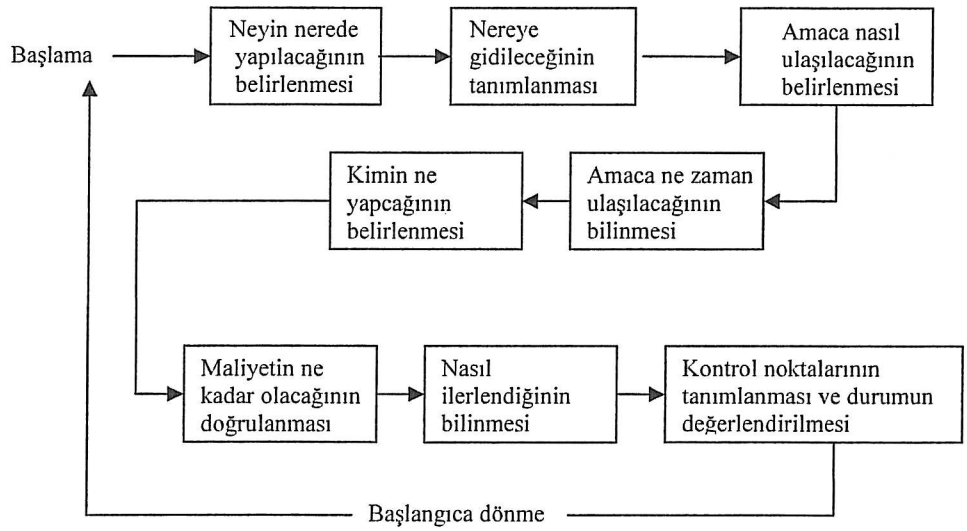 Başlama
Neyin nerede
yapılacağının
belirlenmesi
Nereye
gidileceğinin
tanımlanması
Amaca nasıl
ulaşılacağının
belirlenmesi
Amaca ne zaman
ulaşılacağının
bilinmesi
Kimin ne
yapcağının
belirlenmesi
Maliyetin ne
kadar olacağının
doğrulanması
Nasıl
ilerlendiğinin
bilinmesi
Kontrol noktalarının
tanımlanması ve durumun
değerlendirilmesi
Başlangıca dönme